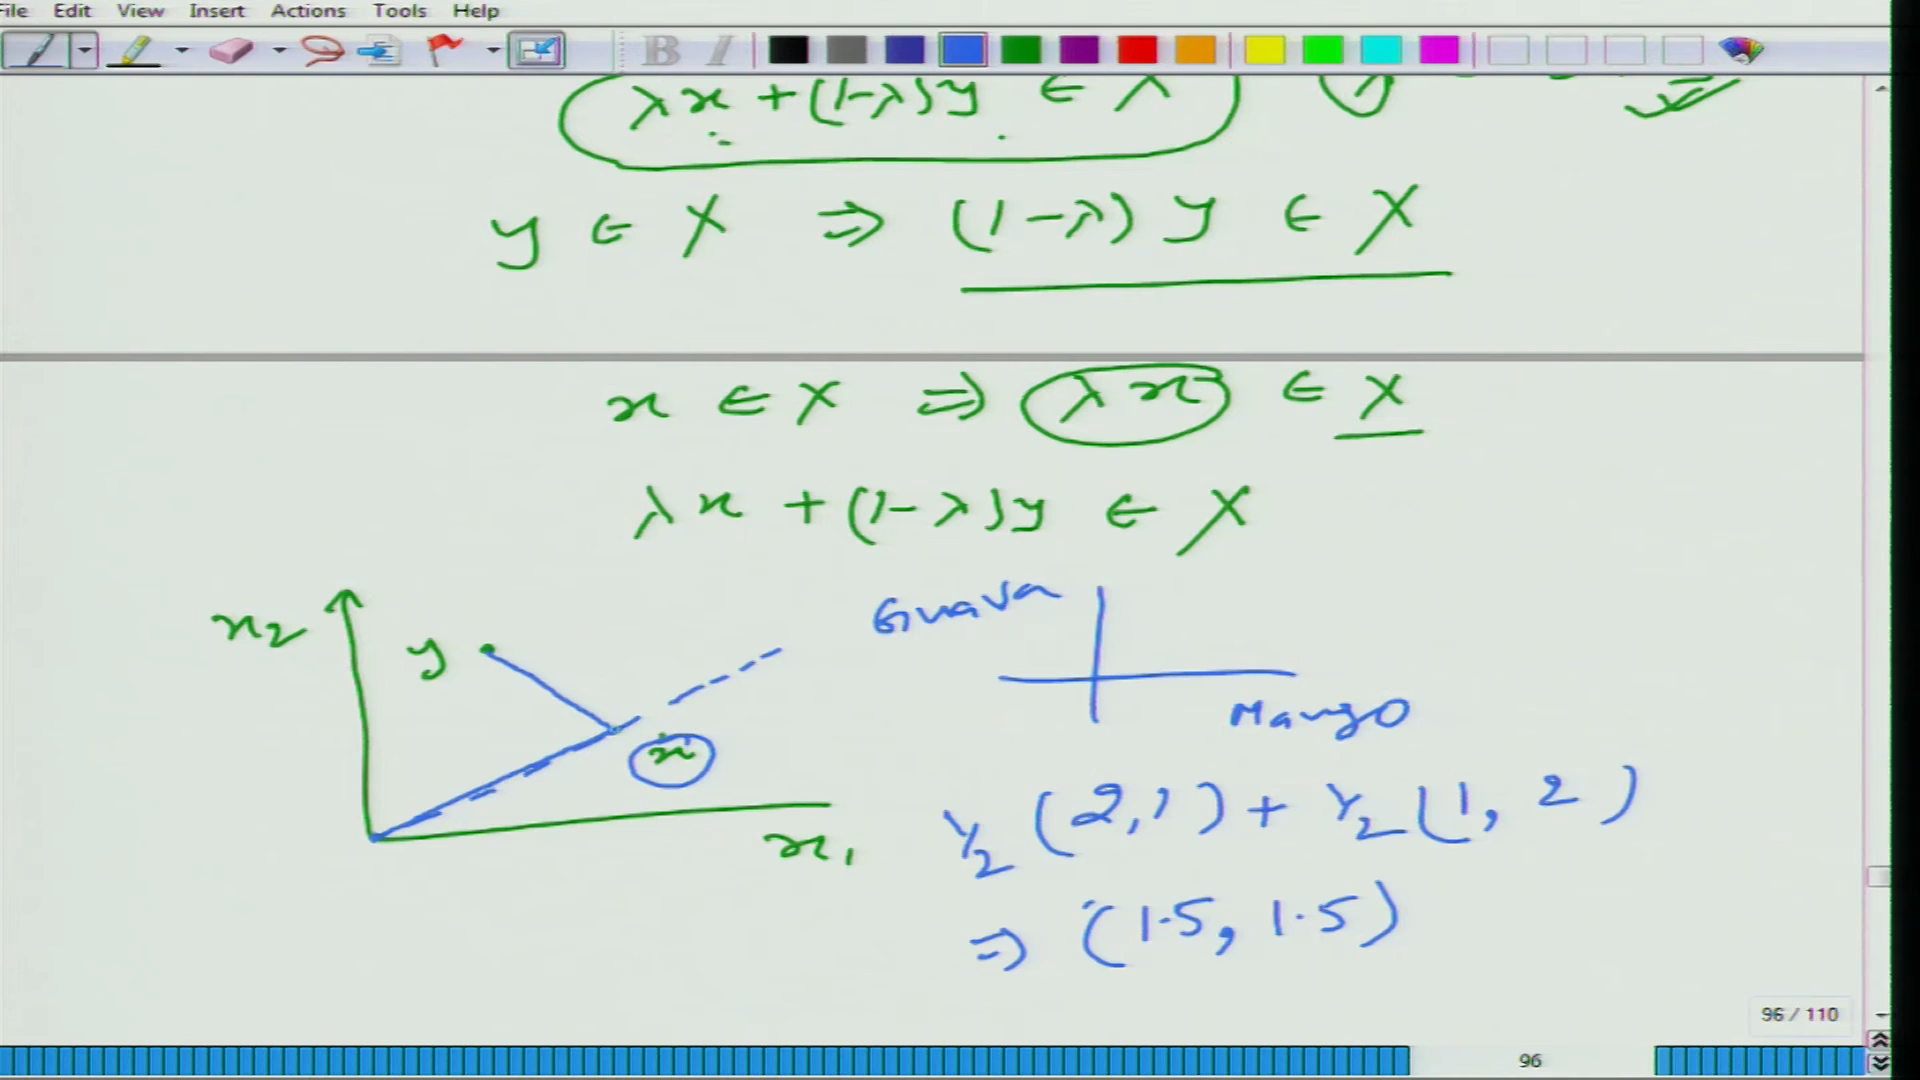 File Edit View Insert Actions Tools Help
B I
λx + (1-λ)y ∈ X
y ∈ X ⇒ (1-λ) y ∈ X
x ∈ X ⇒ λx ∈ X
λx + (1-λ)y ∈ X
x2
y
x
x1
Guava
Mango
1/2 (2,1) + 1/2 (1, 2)
⇒ (1.5, 1.5)
96 / 110
96